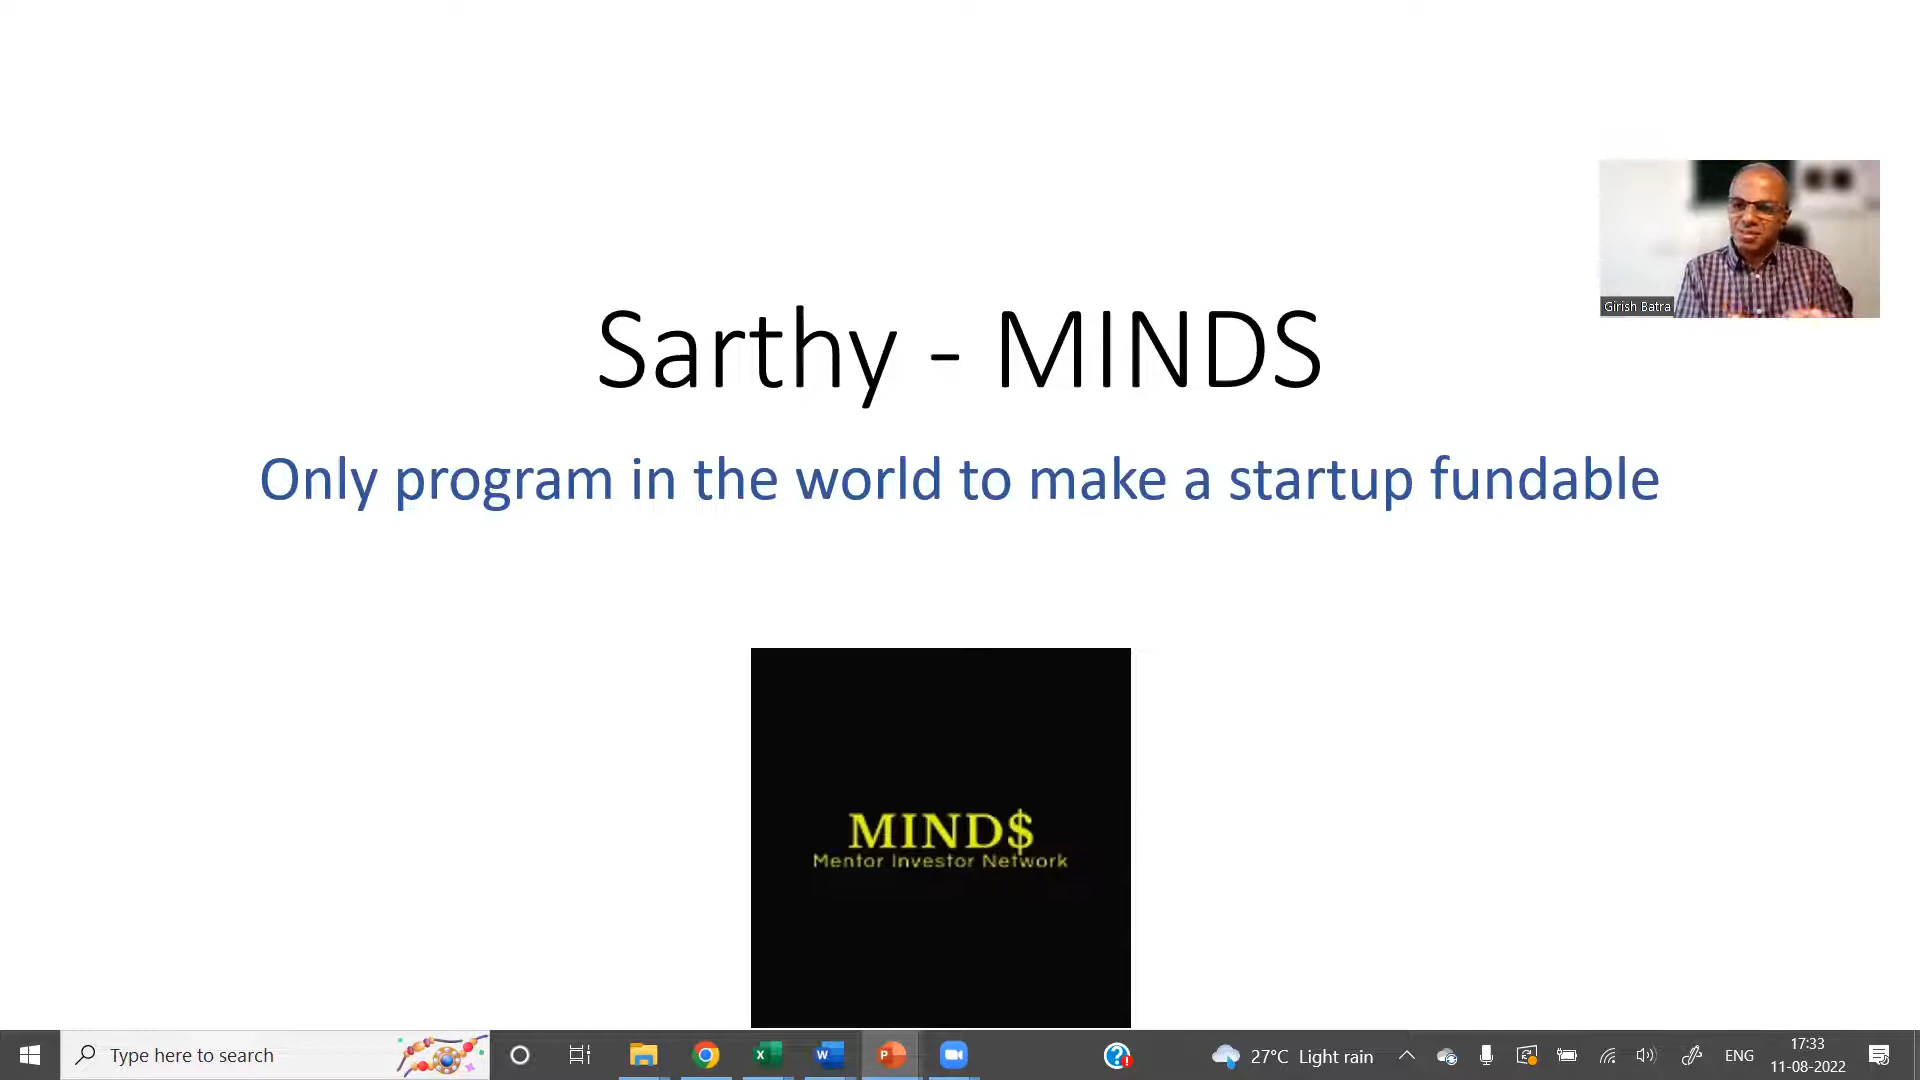 Girish Batra
Sarthy - MINDS
Only program in the world to make a startup fundable
MIND$
Mentor Investor Network
Type here to search
27°C Light rain
ENG
17:33
11-08-2022